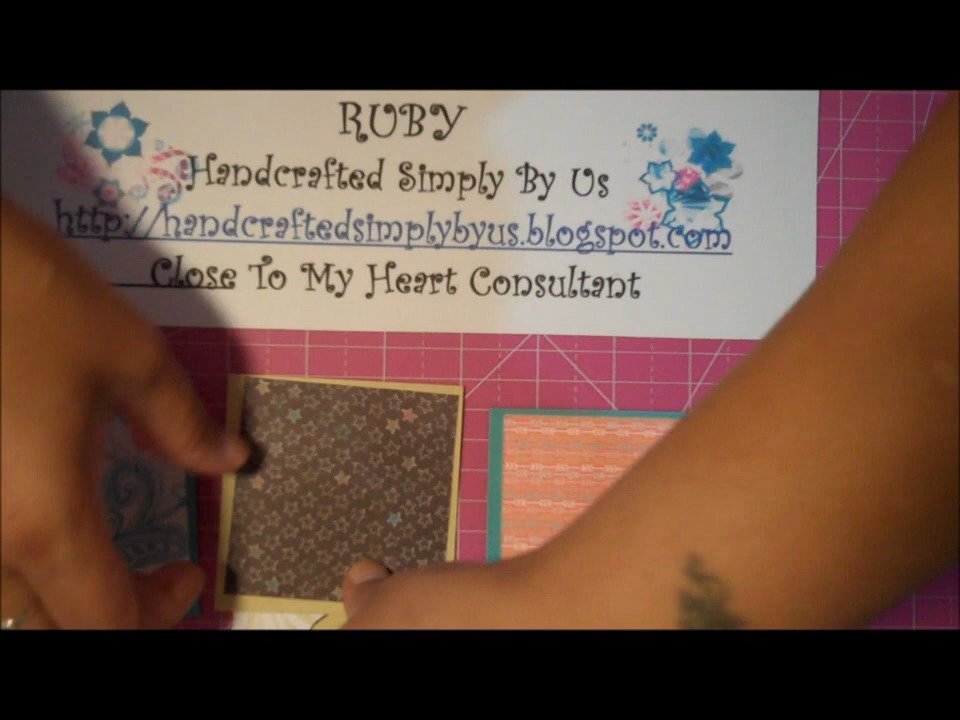 RUBY
Handcrafted Simply By Us
http://handcraftedsimplybyus.blogspot.com
Close To My Heart Consultant